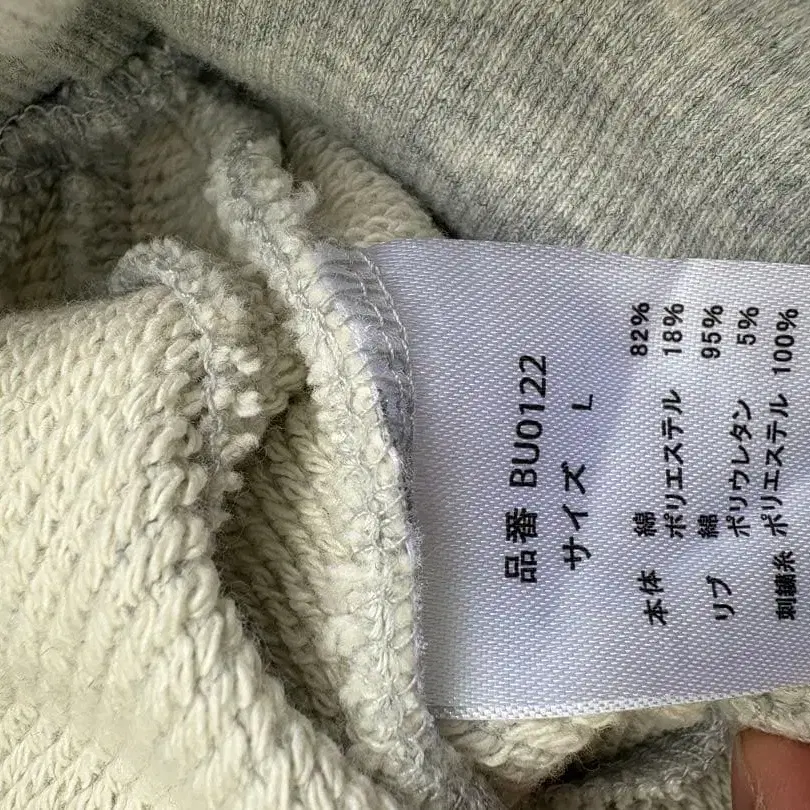 品番 BU0122
サイズ L
本体 綿 82%
ポリエステル 18%
リブ 綿 95%
ポリウレタン 5%
刺繍糸 ポリエステル 100%